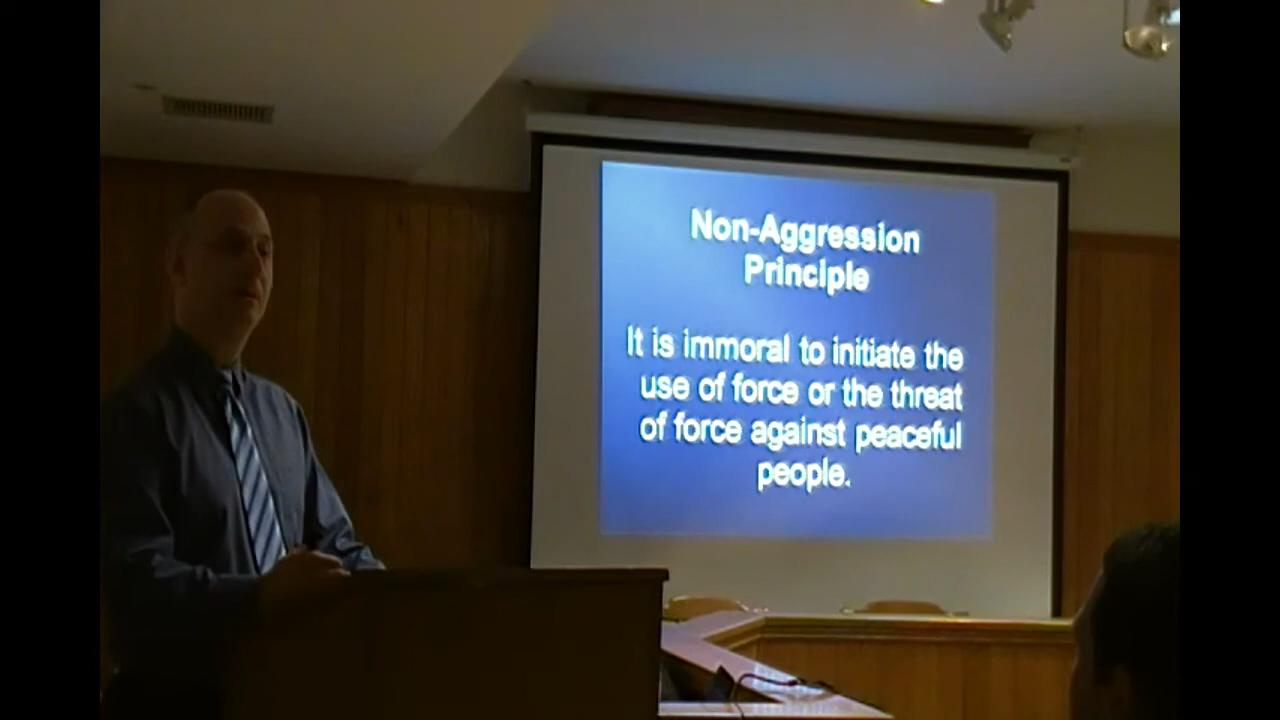 Non-Aggression
Principle
It is immoral to initiate the
use of force or the threat
of force against peaceful
people.